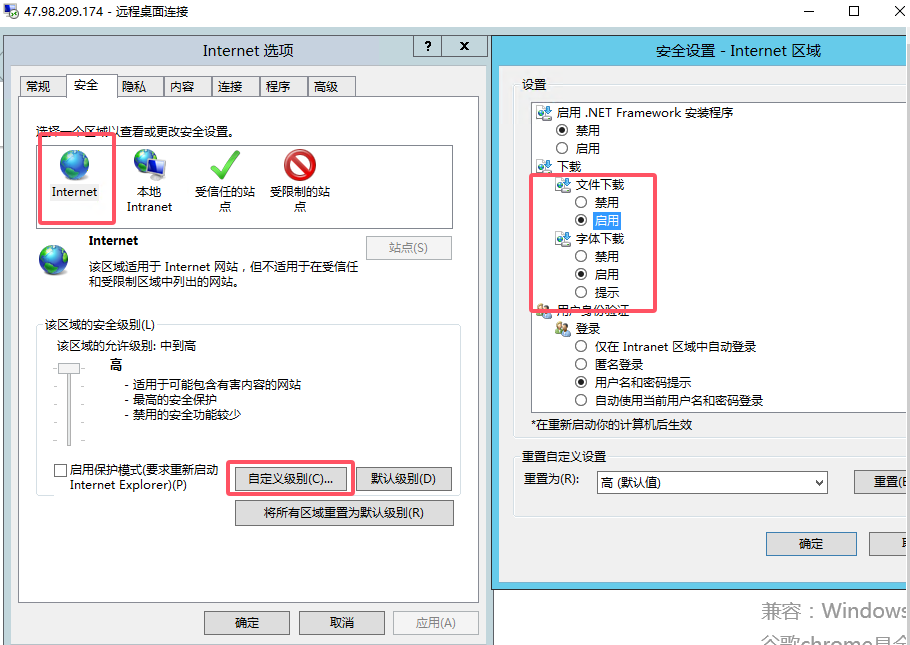 47.98.209.174 - 远程桌面连接
Internet 选项
? x
常规 安全 隐私 内容 连接 程序 高级
选择一个区域以查看或更改安全设置。
Internet
本地
Intranet
受信任的站
点
受限制的站
点
Internet
站点(S)
该区域适用于 Internet 网站，但不适用于在受信任
和受限制区域中列出的网站。
该区域的安全级别(L)
该区域的允许级别: 中到高
高
- 适用于可能包含有害内容的网站
- 最高的安全保护
- 禁用的安全功能较少
启用保护模式(要求重新启动
Internet Explorer)(P)
自定义级别(C)... 默认级别(D)
将所有区域重置为默认级别(R)
确定 取消 应用(A)
安全设置 - Internet 区域
设置
启用 .NET Framework 安装程序
禁用
启用
下载
文件下载
禁用
启用
字体下载
禁用
启用
提示
用户身份验证
登录
仅在 Intranet 区域中自动登录
匿名登录
用户名和密码提示
自动使用当前用户名和密码登录
*在重新启动你的计算机后生效
重置自定义设置
重置为(R): 高 (默认值) 重置(E
确定
兼容：Windows
谷歌chrome